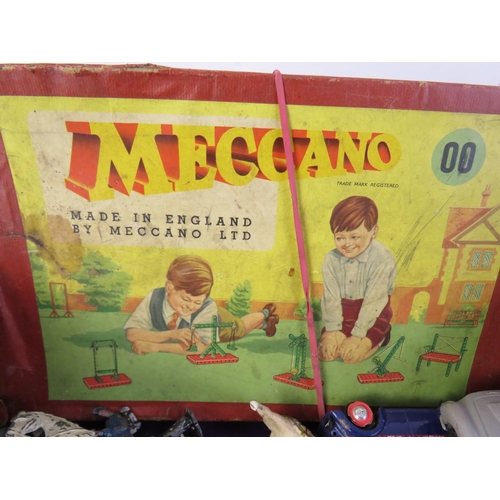 MECCANO
00
TRADE MARK REGISTERED
MADE IN ENGLAND
BY MECCANO LTD